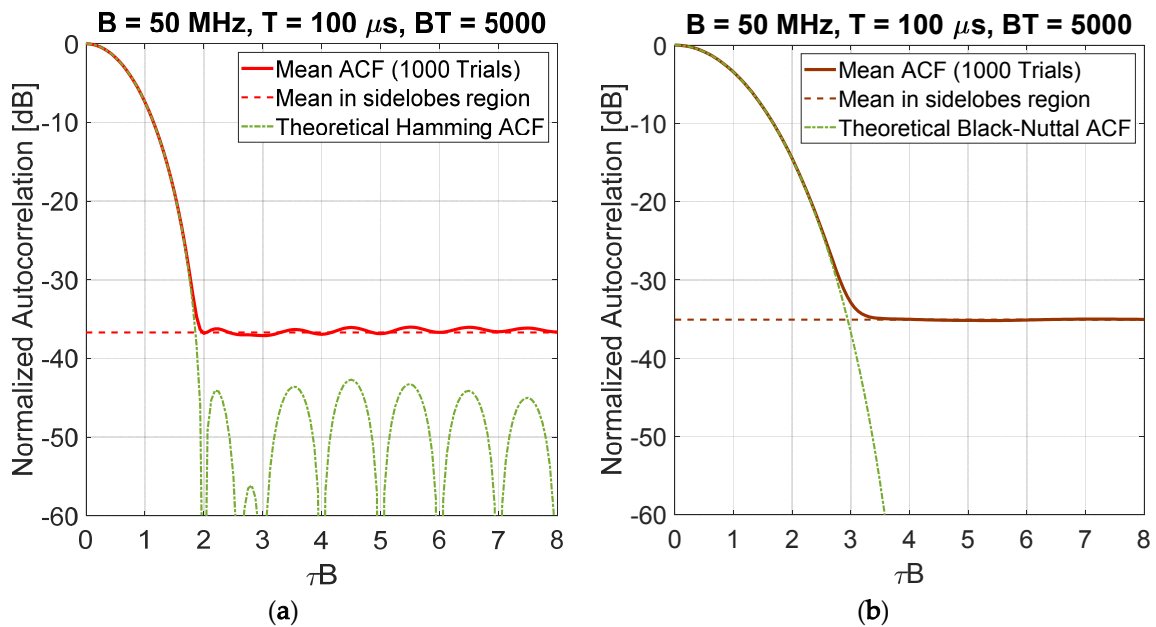 B = 50 MHz, T = 100 μs, BT = 5000
Normalized Autocorrelation [dB]
0
-10
-20
-30
-40
-50
-60
Mean ACF (1000 Trials)
Mean in sidelobes region
Theoretical Hamming ACF
0 1 2 3 4 5 6 7 8
τB
(a)
B = 50 MHz, T = 100 μs, BT = 5000
Normalized Autocorrelation [dB]
0
-10
-20
-30
-40
-50
-60
Mean ACF (1000 Trials)
Mean in sidelobes region
Theoretical Black-Nuttal ACF
0 1 2 3 4 5 6 7 8
τB
(b)